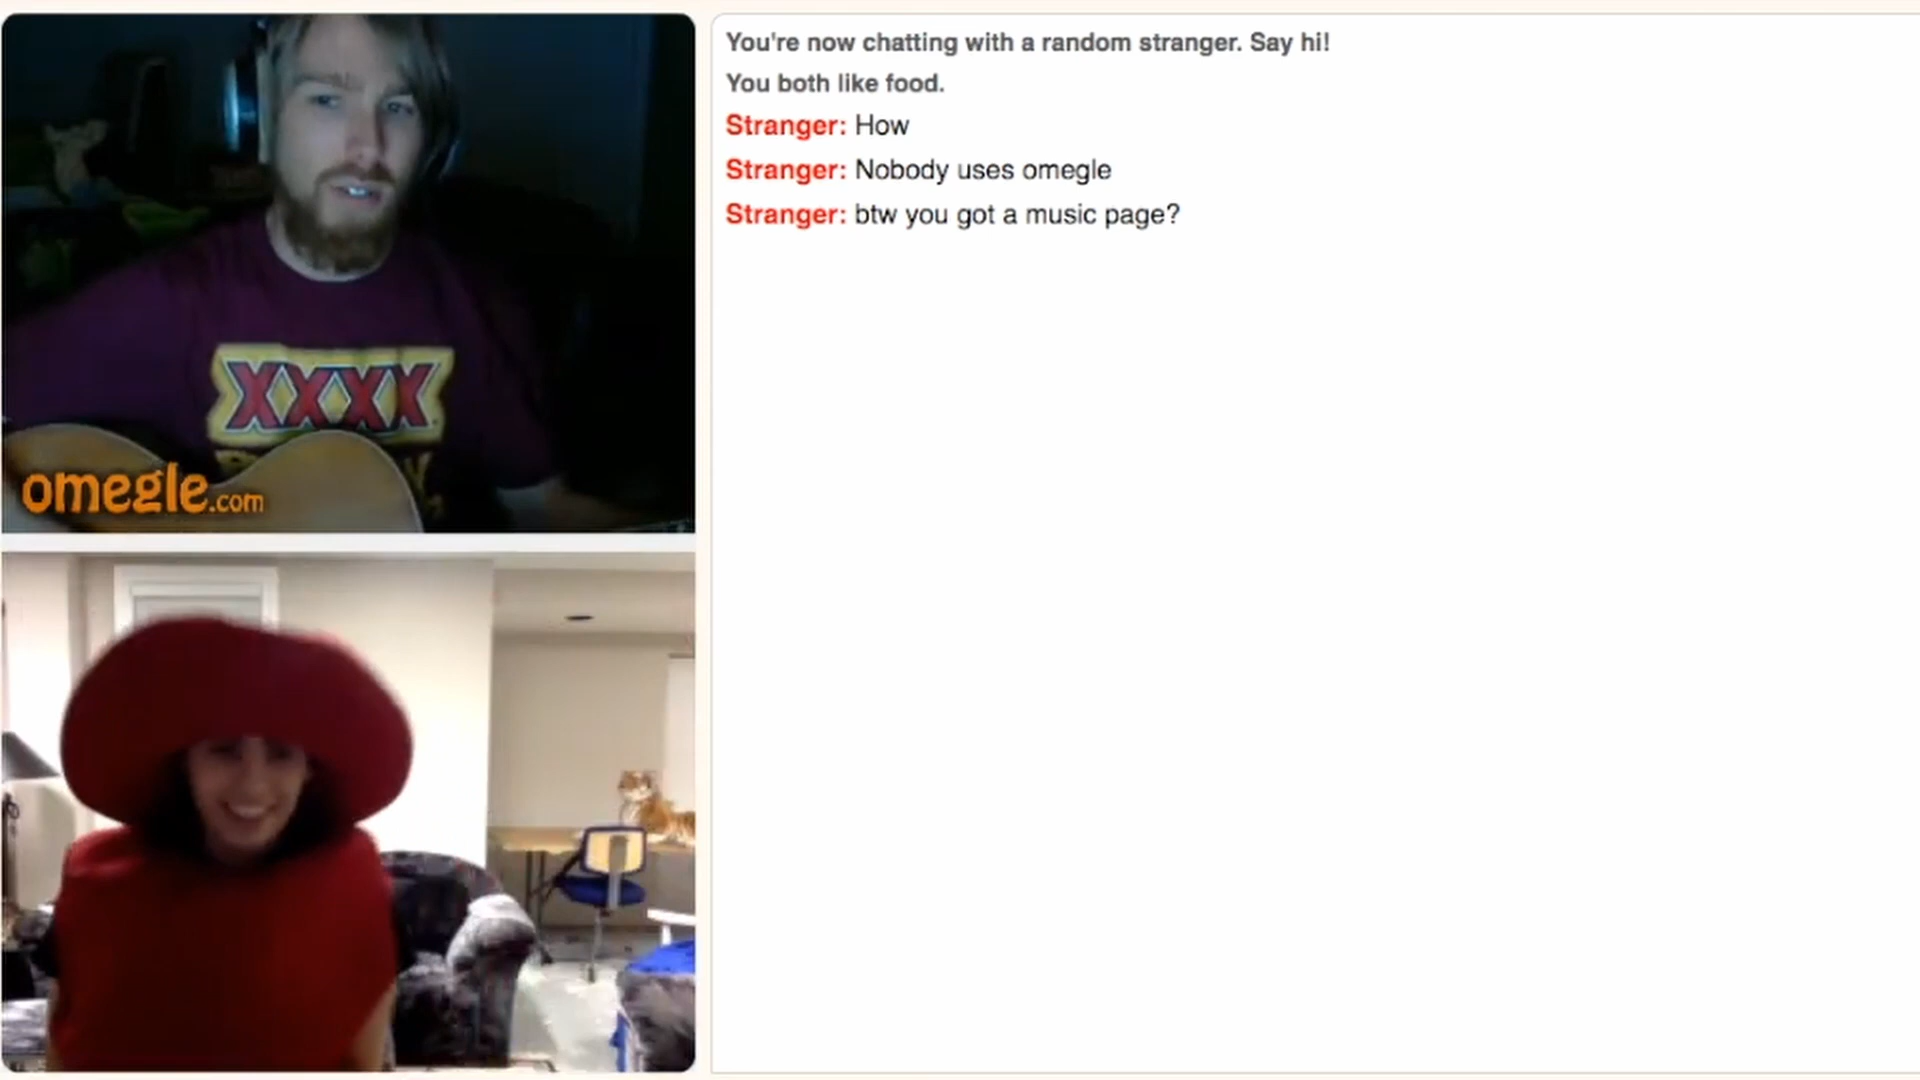 You're now chatting with a random stranger. Say hi!
You both like food.
Stranger: How
Stranger: Nobody uses omegle
Stranger: btw you got a music page?
XXXX
omegle.com